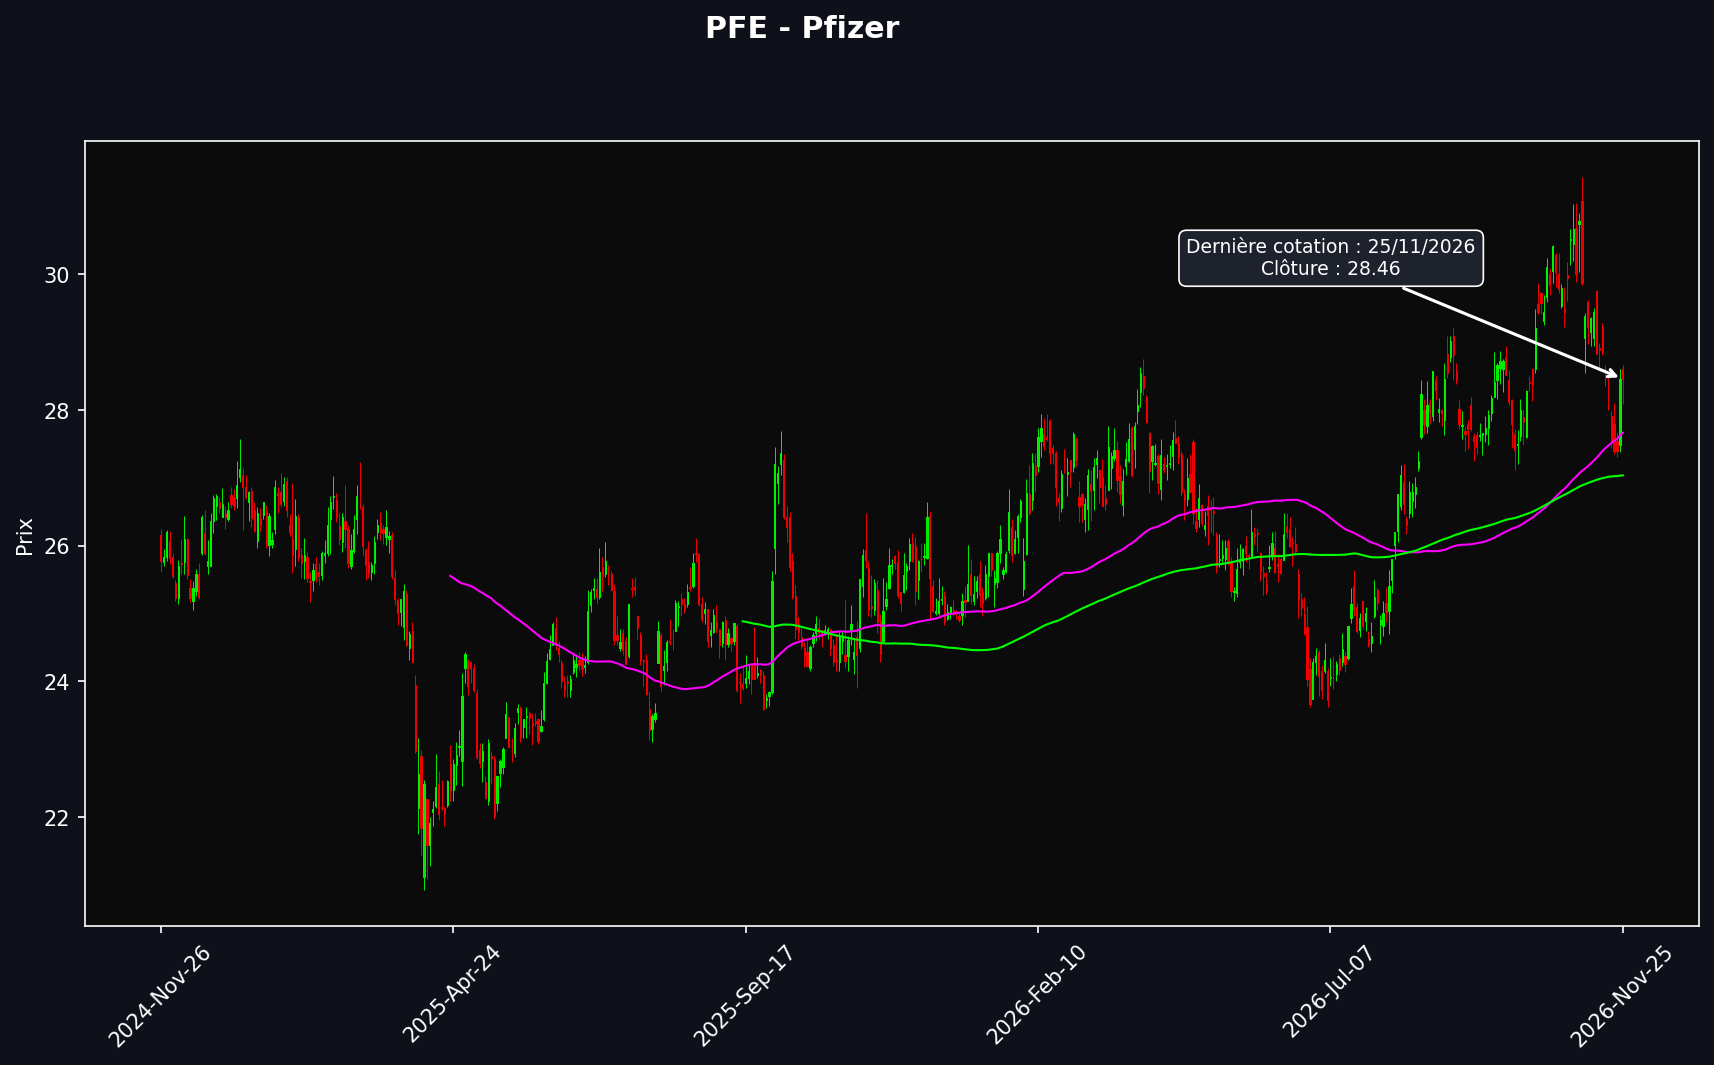 PFE - Pfizer
Dernière cotation : 25/11/2026
Clôture : 28.46
Prix
30
28
26
24
22
2024-Nov-26
2025-Apr-24
2025-Sep-17
2026-Feb-10
2026-Jul-07
2026-Nov-25